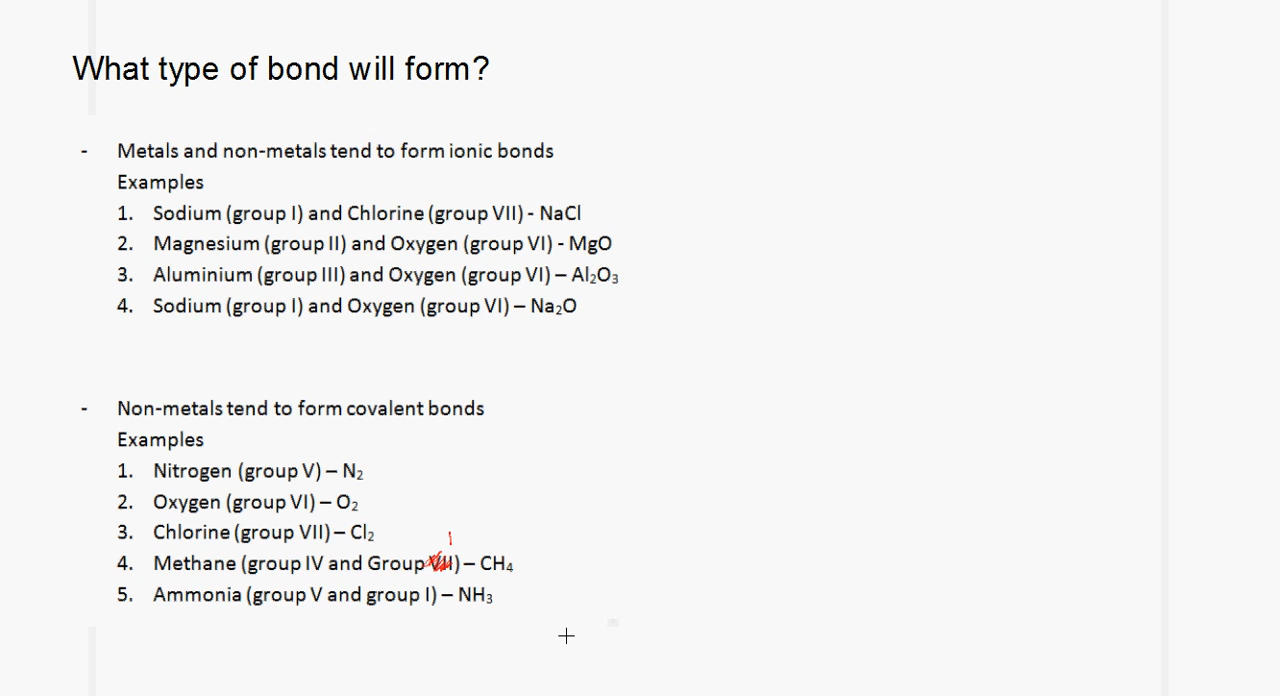 What type of bond will form?
- Metals and non-metals tend to form ionic bonds
Examples
1. Sodium (group I) and Chlorine (group VII) - NaCl
2. Magnesium (group II) and Oxygen (group VI) - MgO
3. Aluminium (group III) and Oxygen (group VI) – Al₂O₃
4. Sodium (group I) and Oxygen (group VI) – Na₂O
- Non-metals tend to form covalent bonds
Examples
1. Nitrogen (group V) – N₂
2. Oxygen (group VI) – O₂
3. Chlorine (group VII) – Cl₂
I
4. Methane (group IV and Group ) – CH₄
5. Ammonia (group V and group I) – NH₃